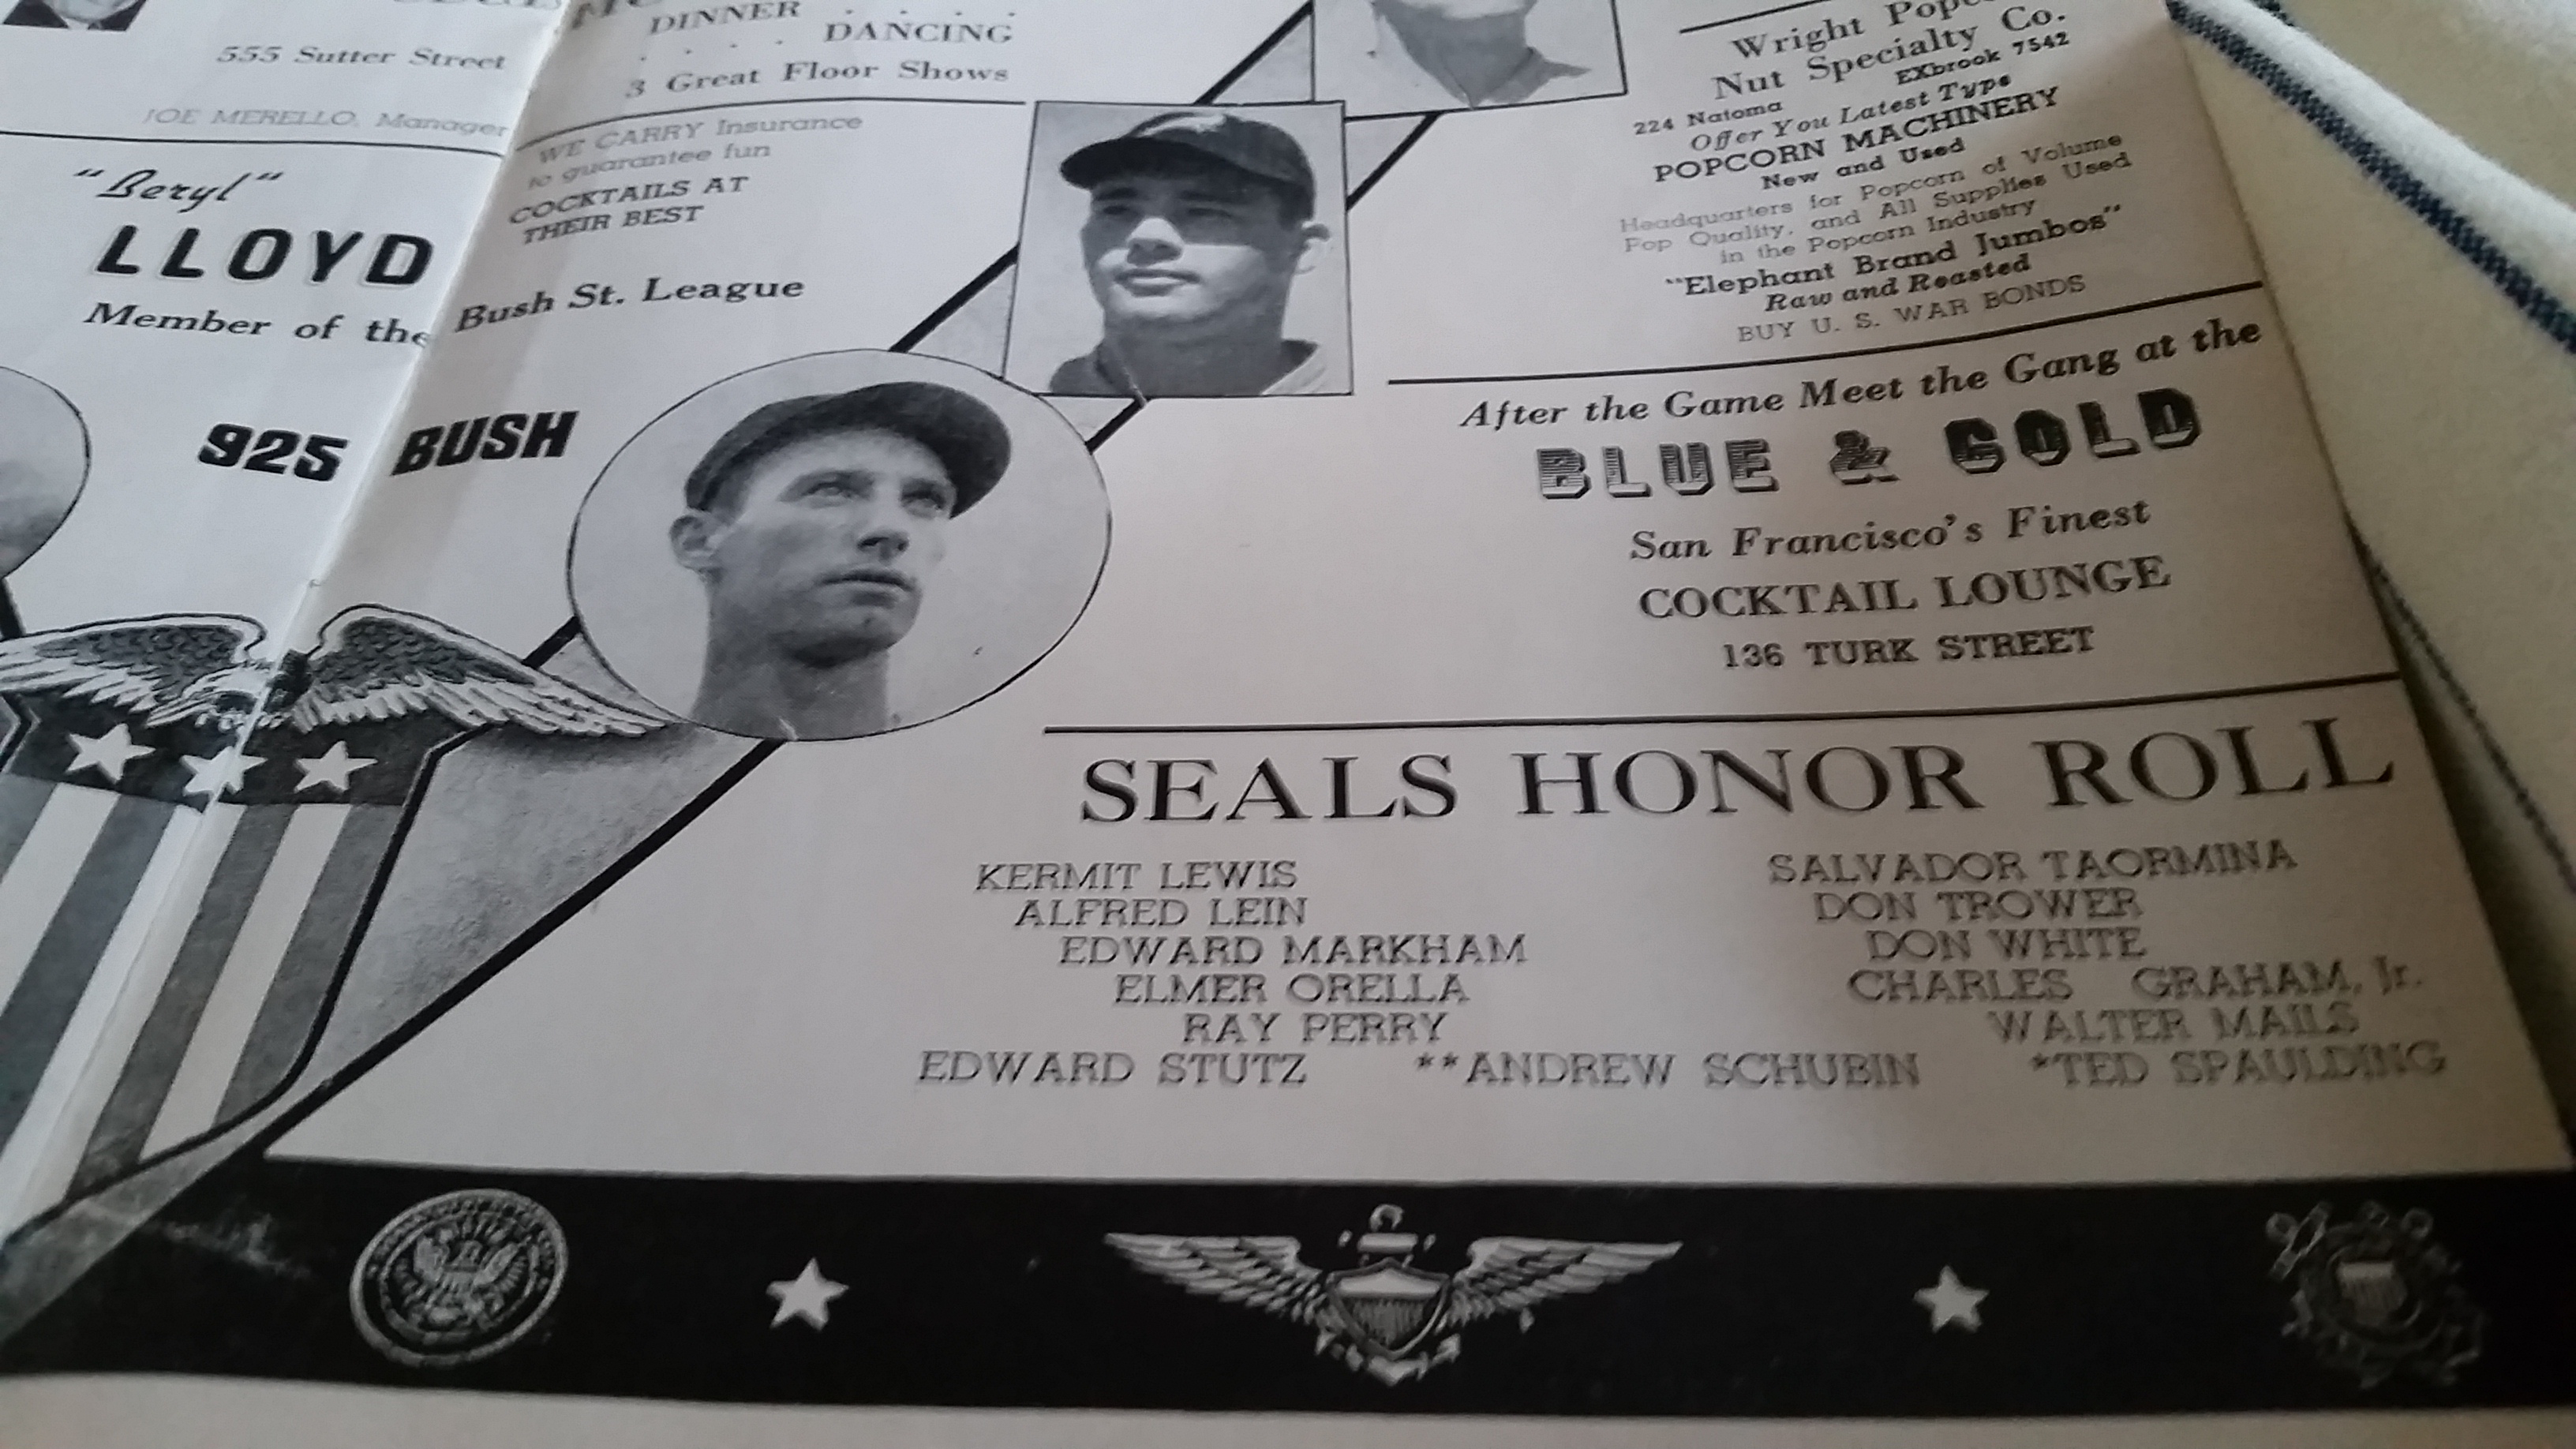 555 Sutter Street
JOE MERELLO, Manager
"Beryl"
LLOYD
Member of the Bush St. League
925 BUSH
DINNER . . . .
. . . . DANCING
3 Great Floor Shows
WE CARRY Insurance
to guarantee fun
COCKTAILS AT
THEIR BEST
Wright
Nut Specialty Co.
224 Natoma EXbrook 7542
Offer You Latest Type
POPCORN MACHINERY
New and Used
Headquarters for Popcorn of Volume
Pop Quality, and All Supplies Used
in the Popcorn Industry
"Elephant Brand Jumbos"
Raw and Roasted
BUY U. S. WAR BONDS
After the Game Meet the Gang at the
BLUE & GOLD
San Francisco's Finest
COCKTAIL LOUNGE
136 TURK STREET
SEALS HONOR ROLL
KERMIT LEWIS
ALFRED LEIN
EDWARD MARKHAM
ELMER ORELLA
RAY PERRY
SALVADOR TAORMINA
DON TROWER
DON WHITE
CHARLES GRAHAM, Jr.
WALTER MAILS
EDWARD STUTZ **ANDREW SCHUBIN *TED SPAULDING